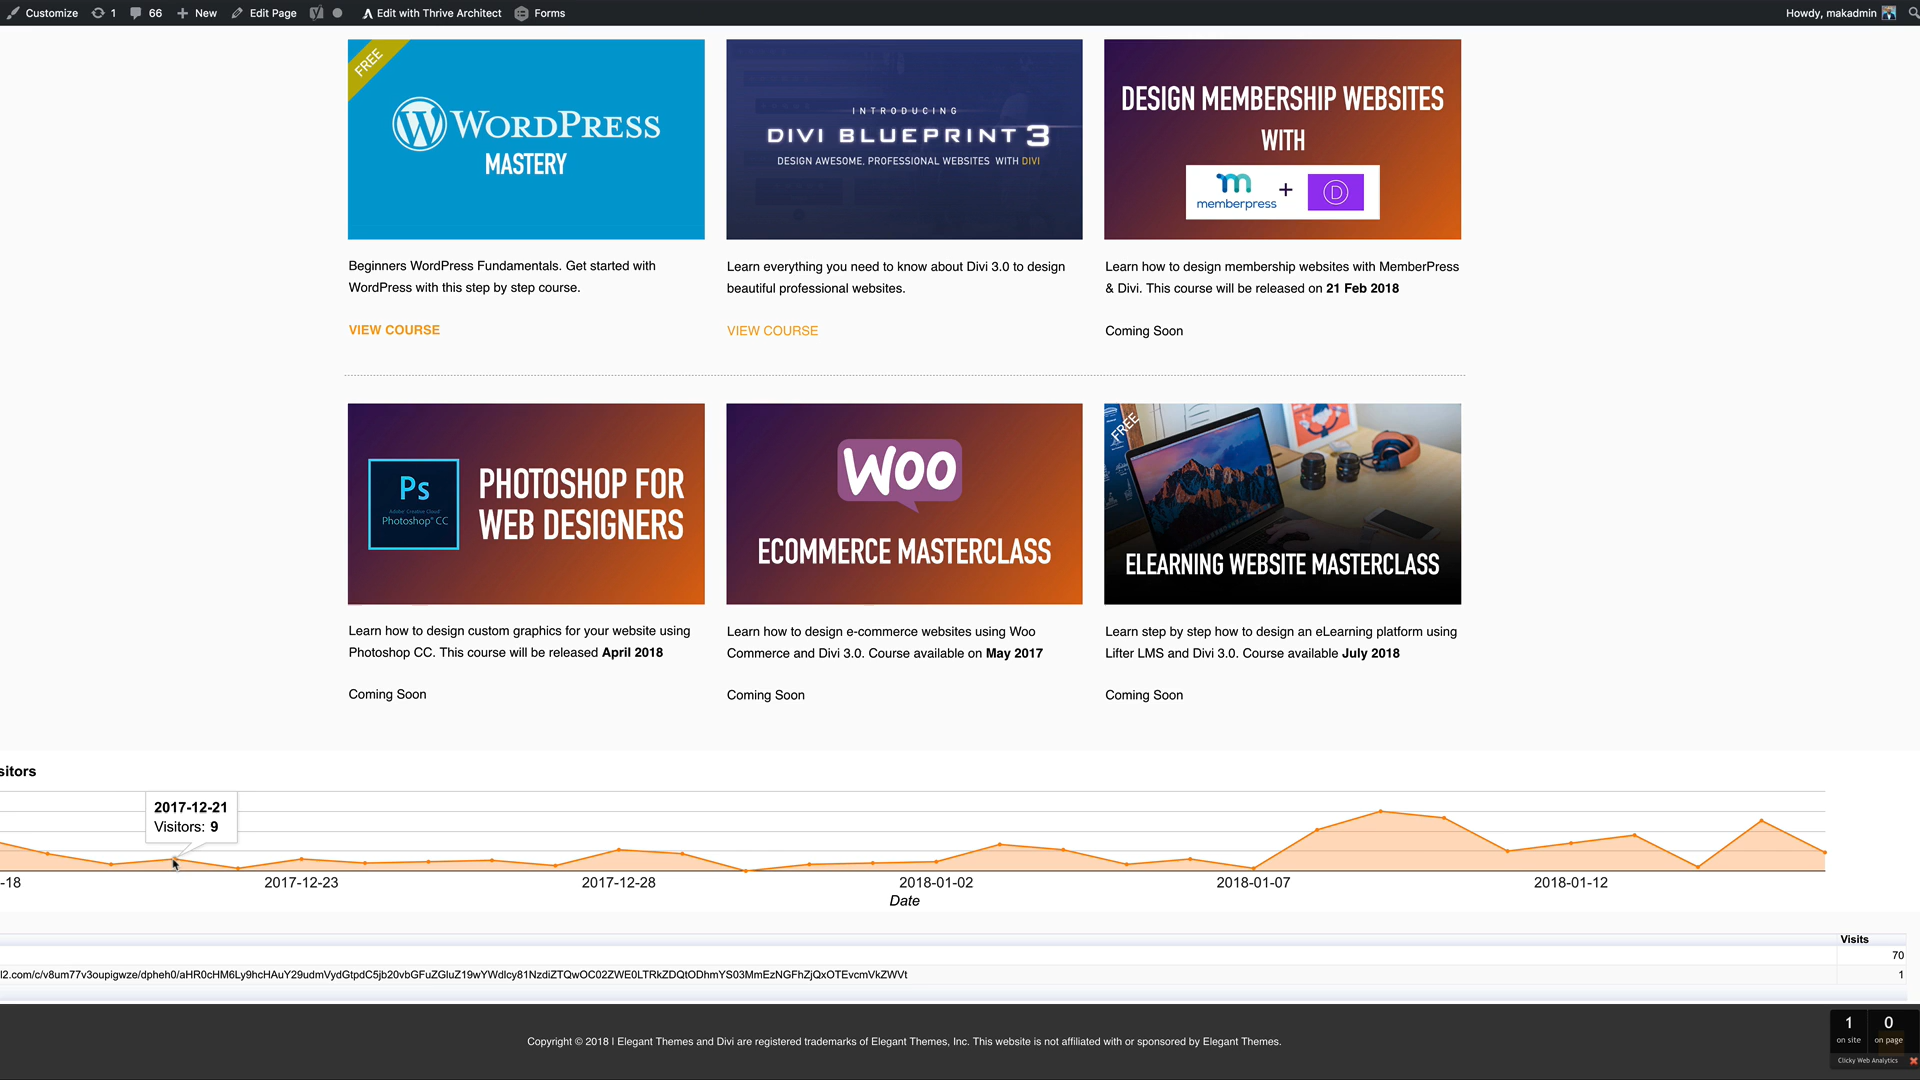 Customize 1 66 New Edit Page Edit with Thrive Architect Forms Howdy, makadmin
FREE
WORDPRESS
MASTERY
INTRODUCING
DIVI BLUEPRINT 3
DESIGN AWESOME, PROFESSIONAL WEBSITES WITH DIVI
DESIGN MEMBERSHIP WEBSITES
WITH
m
memberpress + D
Beginners WordPress Fundamentals. Get started with
WordPress with this step by step course.
VIEW COURSE
Learn everything you need to know about Divi 3.0 to design
beautiful professional websites.
VIEW COURSE
Learn how to design membership websites with MemberPress
& Divi. This course will be released on 21 Feb 2018
Coming Soon
Ps
Adobe Creative Cloud
Photoshop CC
PHOTOSHOP FOR
WEB DESIGNERS
WOO
ECOMMERCE MASTERCLASS
FREE
ELEARNING WEBSITE MASTERCLASS
Learn how to design custom graphics for your website using
Photoshop CC. This course will be released April 2018
Coming Soon
Learn how to design e-commerce websites using Woo
Commerce and Divi 3.0. Course available on May 2017
Coming Soon
Learn step by step how to design an eLearning platform using
Lifter LMS and Divi 3.0. Course available July 2018
Coming Soon
sitors
2017-12-21
Visitors: 9
-18 2017-12-23 2017-12-28 2018-01-02 2018-01-07 2018-01-12
Date
Visits
70
1
Copyright © 2018 | Elegant Themes and Divi are registered trademarks of Elegant Themes, Inc. This website is not affiliated with or sponsored by Elegant Themes.
1 0
on site on page
Clicky Web Analytics